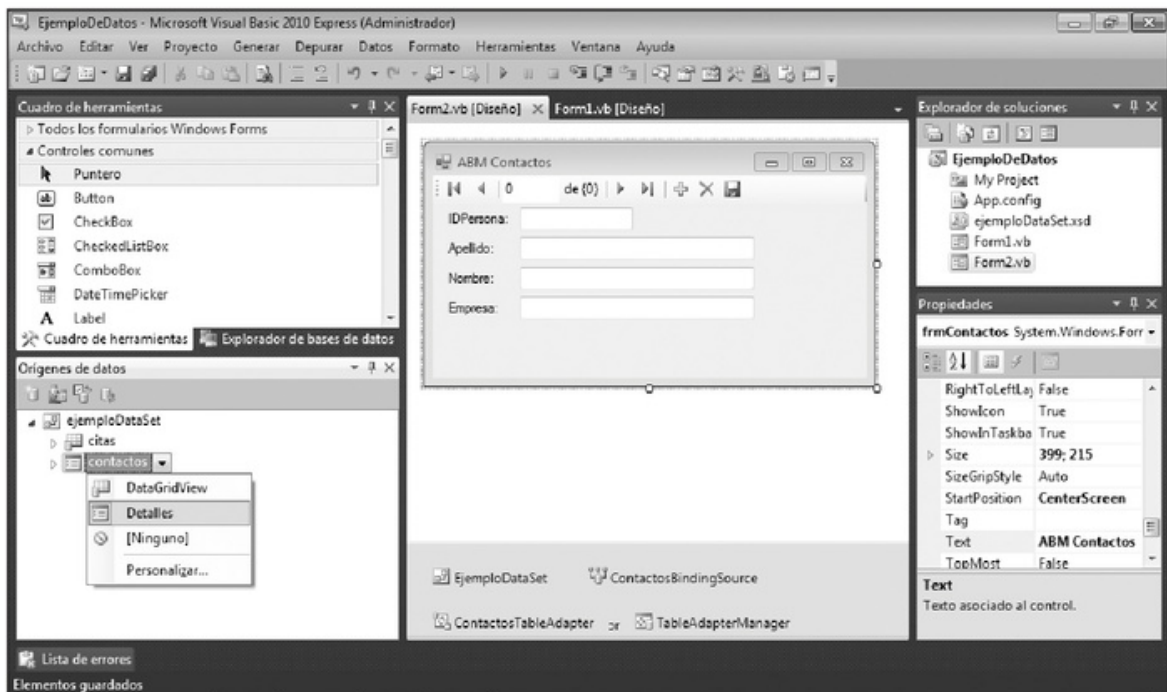 EjemploDeDatos - Microsoft Visual Basic 2010 Express (Administrador)
Archivo Editar Ver Proyecto Generar Depurar Datos Formato Herramientas Ventana Ayuda
Cuadro de herramientas
Todos los formularios Windows Forms
Controles comunes
Puntero
Button
CheckBox
CheckedListBox
ComboBox
DateTimePicker
A Label
Cuadro de herramientas Explorador de bases de datos
Orígenes de datos
ejemploDataSet
citas
contactos
DataGridView
Detalles
[Ninguno]
Personalizar...
Form2.vb [Diseño] Form1.vb [Diseño]
ABM Contactos
0 de {0}
IDPersona:
Apellido:
Nombre:
Empresa:
EjemploDataSet ContactosBindingSource
ContactosTableAdapter or TableAdapterManager
Explorador de soluciones
EjemploDeDatos
My Project
App.config
ejemploDataSet.xsd
Form1.vb
Form2.vb
Propiedades
frmContactos System.Windows.Forr
RightToLeftLay False
ShowIcon True
ShowInTaskba True
Size 399; 215
SizeGripStyle Auto
StartPosition CenterScreen
Tag
Text ABM Contactos
TopMost False
Text
Texto asociado al control.
Lista de errores
Elementos guardados